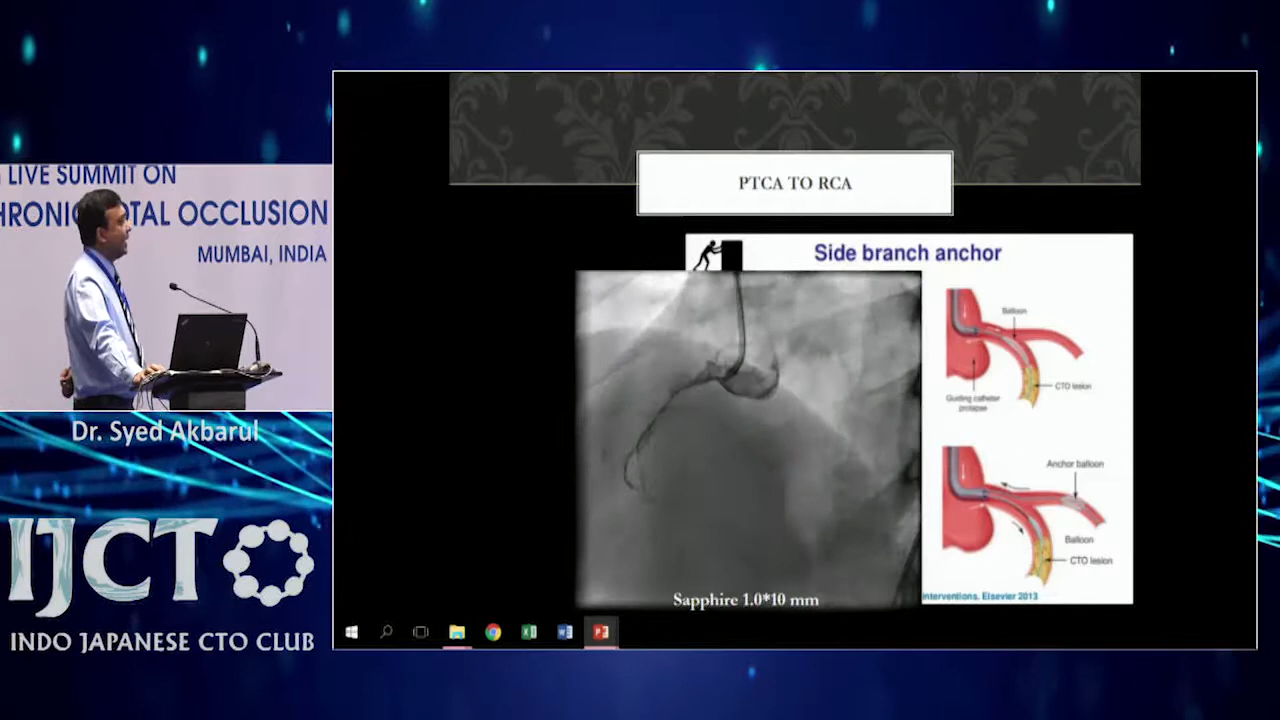 LIVE SUMMIT ON
HRONIC TOTAL OCCLUSION
MUMBAI, INDIA
Dr. Syed Akbarul
IJCTO
INDO JAPANESE CTO CLUB
PTCA TO RCA
Side branch anchor
Balloon
CTO lesion
Guiding catheter
prolapse
Anchor balloon
Balloon
CTO lesion
interventions. Elsevier 2013
Sapphire 1.0*10 mm